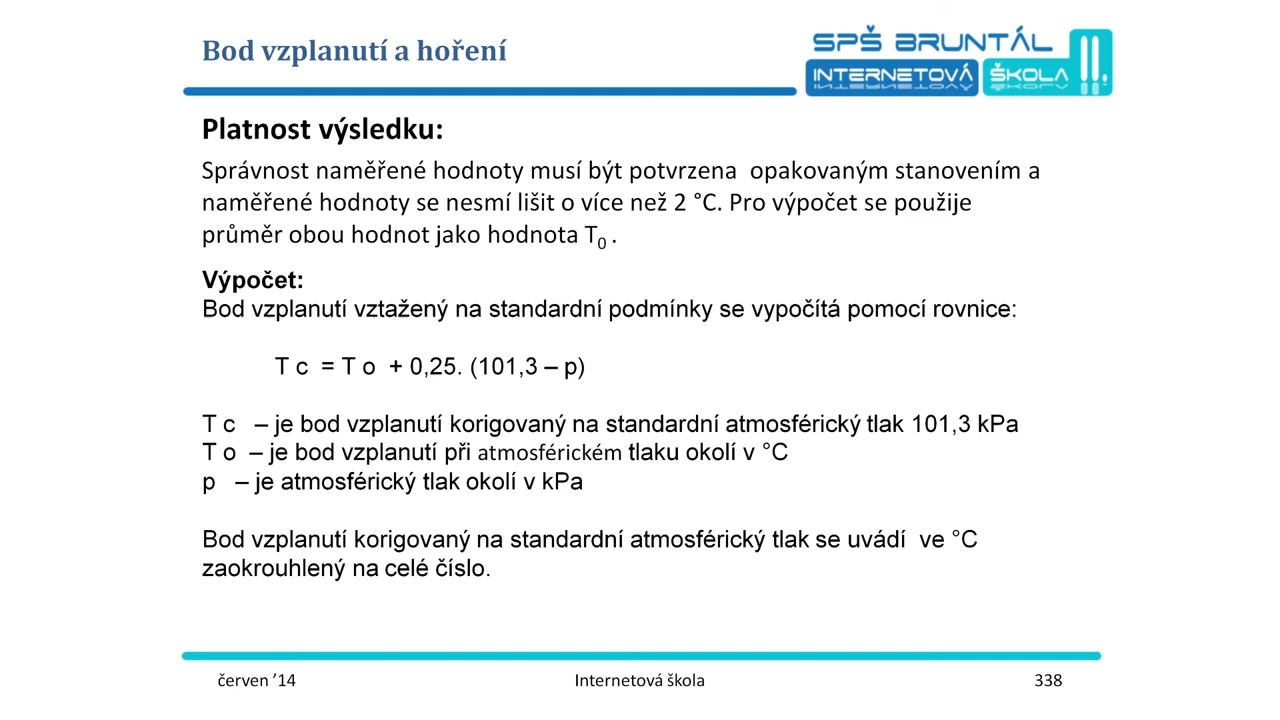 Bod vzplanutí a hoření
SPŠ BRUNTÁL
INTERNETOVÁ ŠKOLA
Platnost výsledku:
Správnost naměřené hodnoty musí být potvrzena opakovaným stanovením a
naměřené hodnoty se nesmí lišit o více než 2 °C. Pro výpočet se použije
průměr obou hodnot jako hodnota T0 .
Výpočet:
Bod vzplanutí vztažený na standardní podmínky se vypočítá pomocí rovnice:
T c = T o + 0,25. (101,3 – p)
T c – je bod vzplanutí korigovaný na standardní atmosférický tlak 101,3 kPa
T o – je bod vzplanutí při atmosférickém tlaku okolí v °C
p – je atmosférický tlak okolí v kPa
Bod vzplanutí korigovaný na standardní atmosférický tlak se uvádí ve °C
zaokrouhlený na celé číslo.
červen ’14 Internetová škola 338